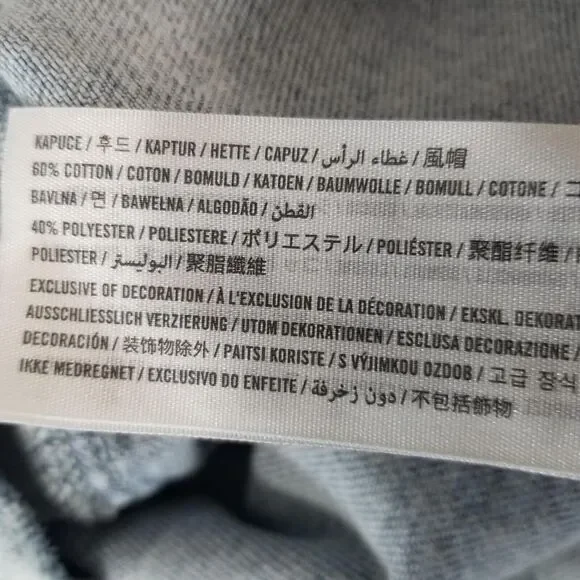 KAPUCE / 후드 / KAPTUR / HETTE / CAPUZ / غطاء الرأس / 風帽
60% COTTON / COTON / BOMULD / KATOEN / BAUMWOLLE / BOMULL / COTONE / コ
BAVLNA / 면 / BAWEŁNA / ALGODÃO / القطن
40% POLYESTER / POLIESTERE / ポリエステル / POLIÉSTER / 聚酯纤维 /
POLIESTER / البوليستر / 聚脂纖維
EXCLUSIVE OF DECORATION / À L'EXCLUSION DE LA DÉCORATION / EKSKL. DEKORAT
AUSSCHLIESSLICH VERZIERUNG / UTOM DEKORATIONEN / ESCLUSA DECORAZIONE /
DECORACIÓN / 装饰物除外 / PAITSI KORISTE / S VÝJIMKOU OZDOB / 고급 장식
IKKE MEDREGNET / EXCLUSIVO DO ENFEITE / دون زخرفة / 不包括飾物